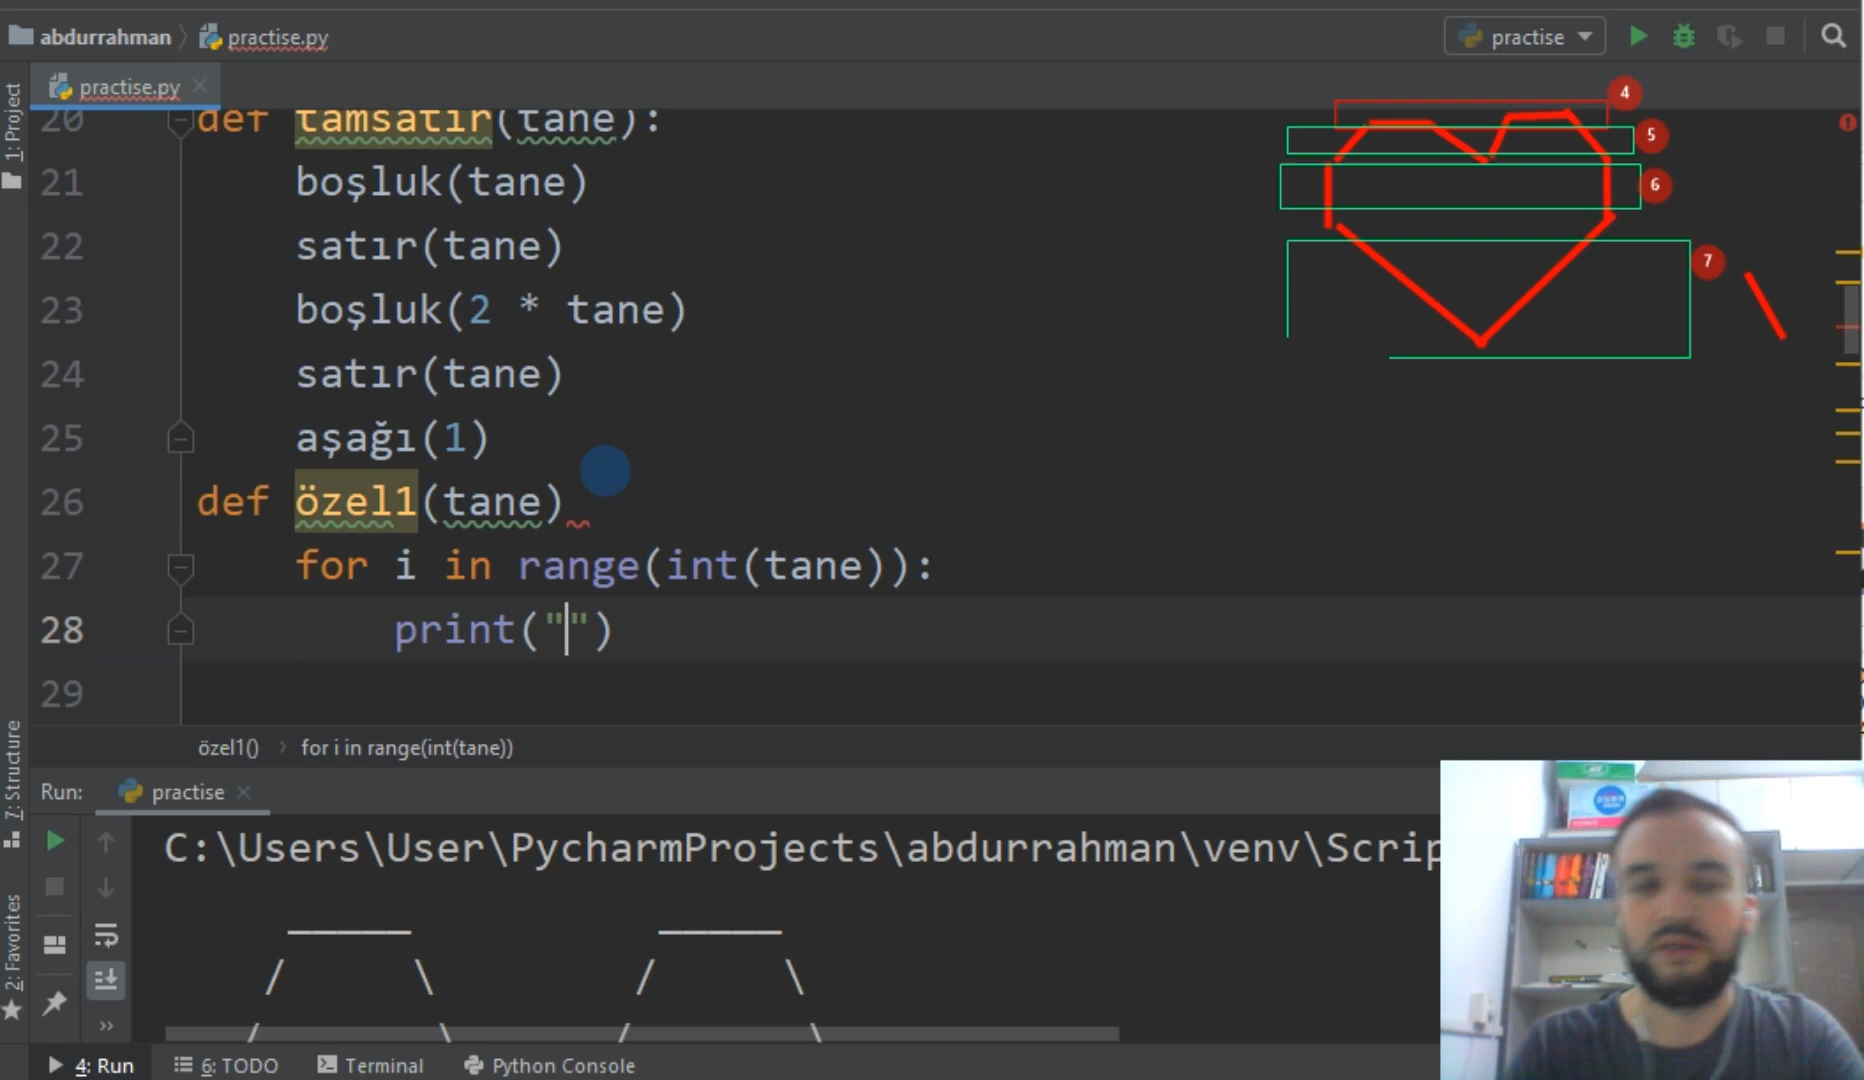 abdurrahman practise.py
practise
practise.py
1: Project
7: Structure
2: Favorites
20 def tamsatır(tane):
21 boşluk(tane)
22 satır(tane)
23 boşluk(2 * tane)
24 satır(tane)
25 aşağı(1)
26 def özel1(tane)
27 for i in range(int(tane)):
28 print("")
29
4
5
6
7
özel1() › for i in range(int(tane))
Run: practise
C:\Users\User\PycharmProjects\abdurrahman\venv\Scrip
_____ _____
/ \ / \
/ \ / \
4: Run 6: TODO Terminal Python Console